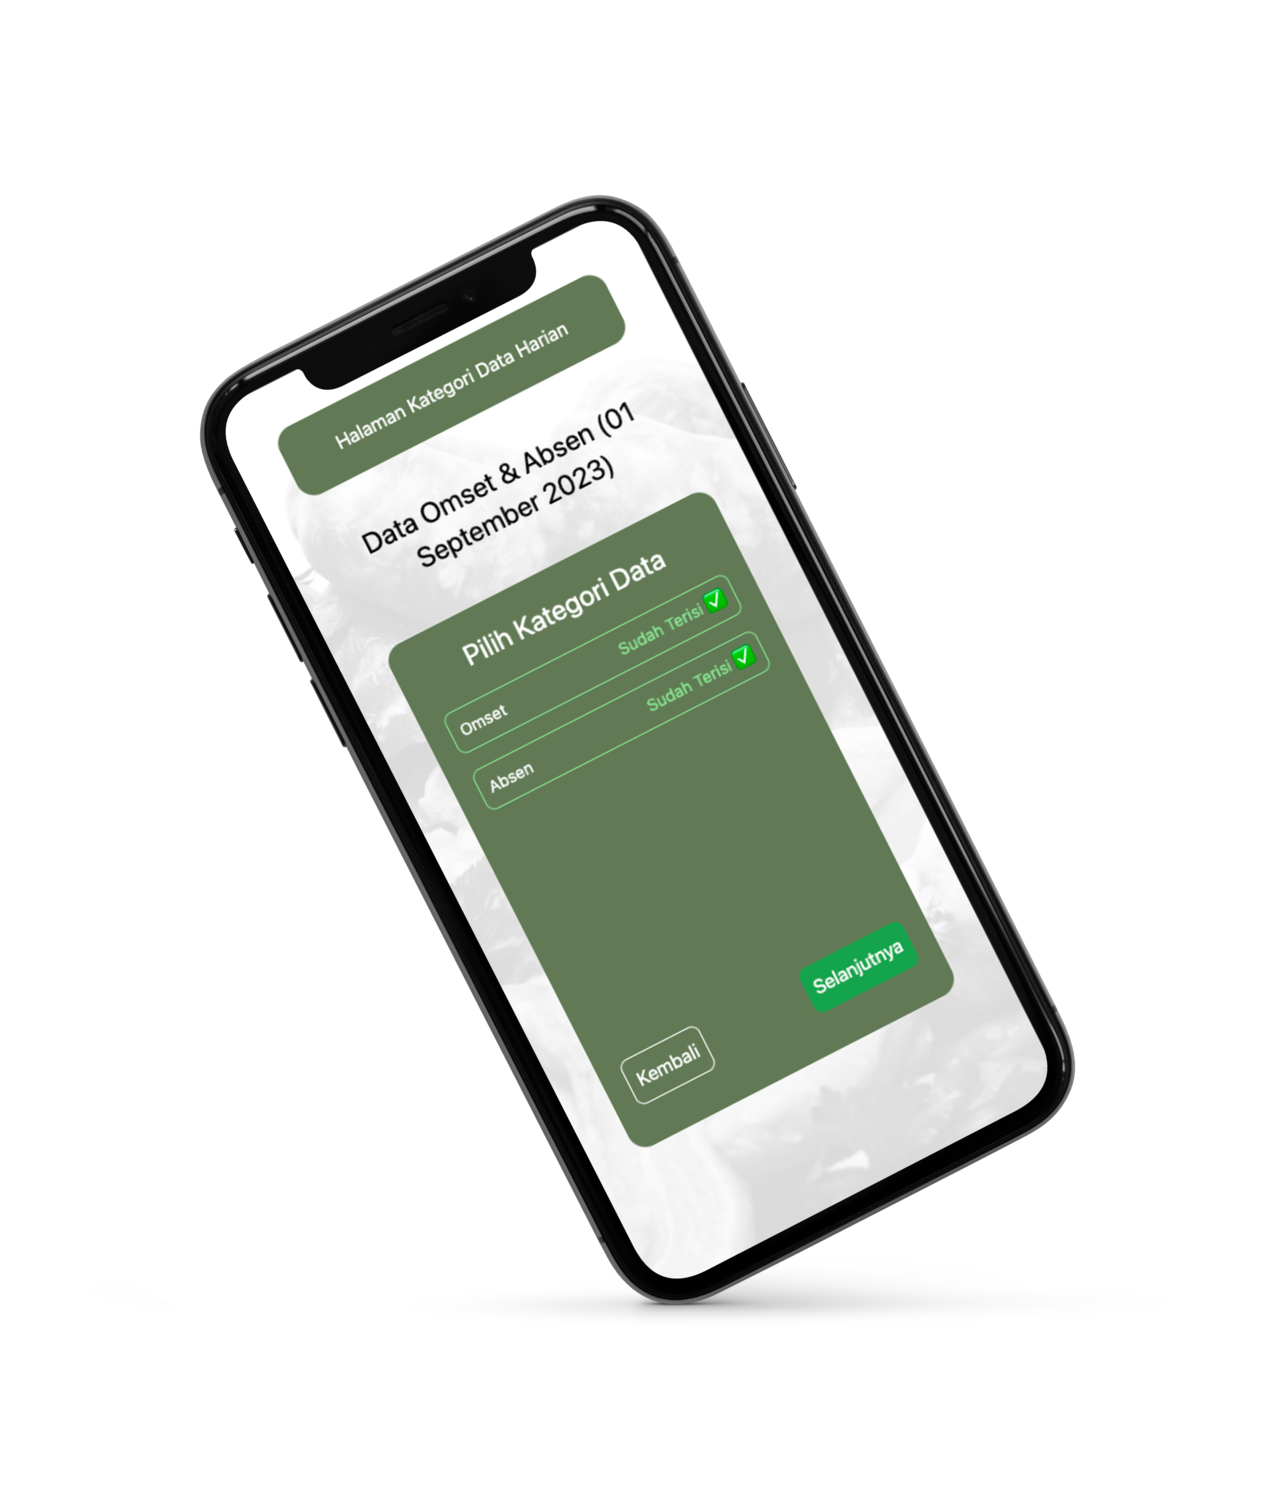 Halaman Kategori Data Harian
Data Omset & Absen (01
September 2023)
Pilih Kategori Data
Omset Sudah Terisi ✅
Absen Sudah Terisi ✅
Kembali Selanjutnya